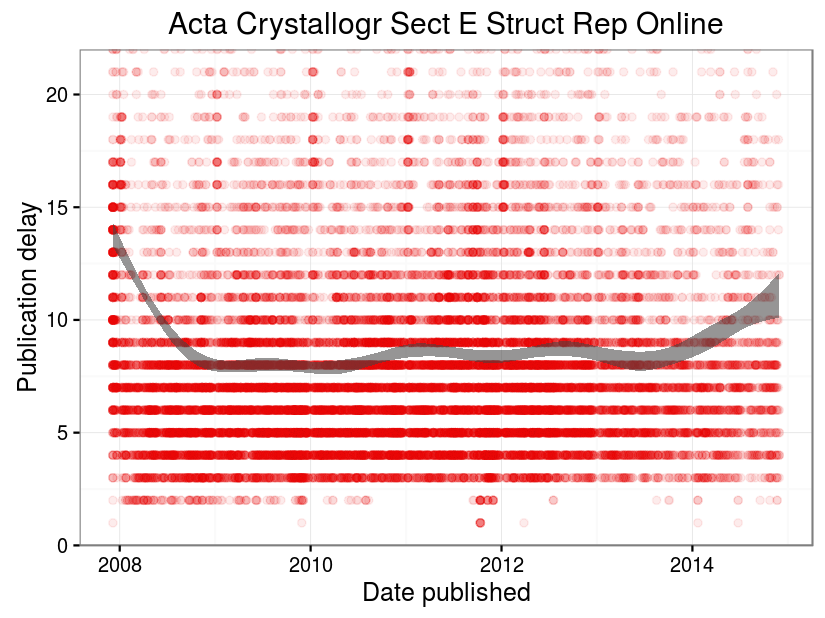 Acta Crystallogr Sect E Struct Rep Online
Publication delay
20
15
10
5
0
2008 2010 2012 2014
Date published